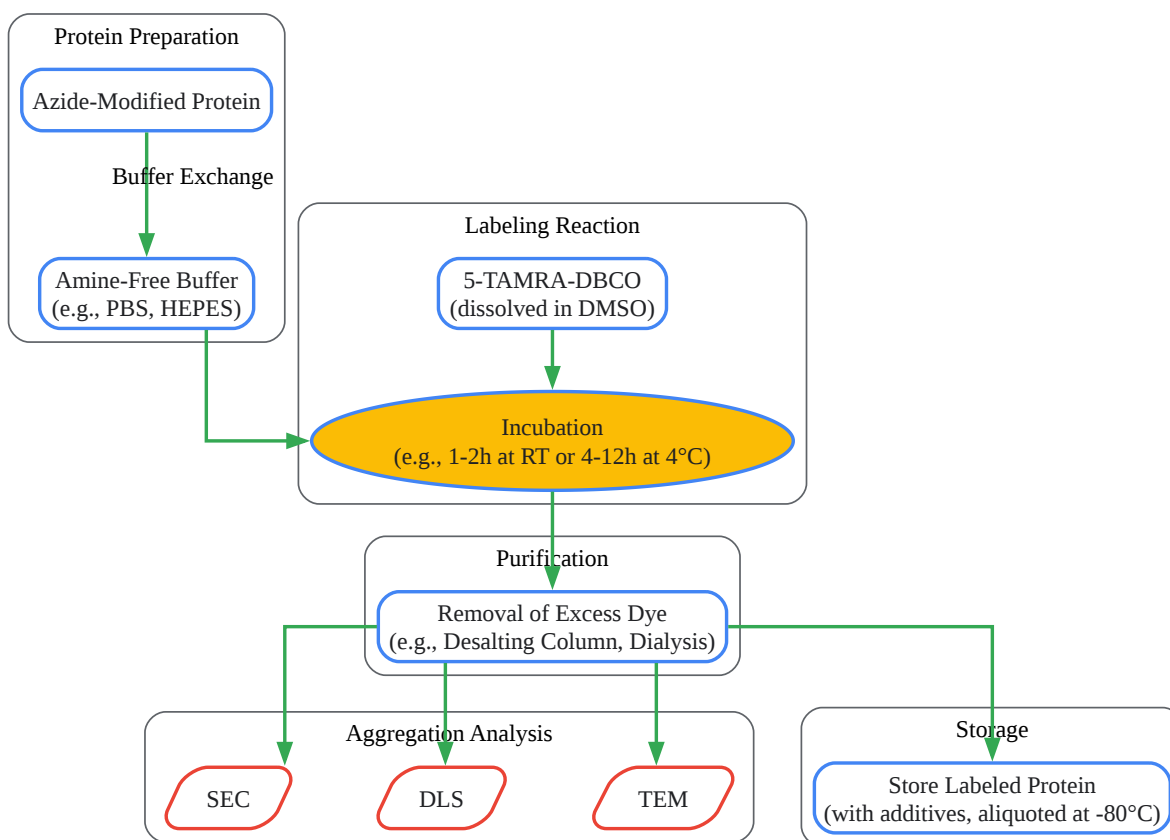 Protein Preparation
Azide-Modified Protein
Buffer Exchange
Amine-Free Buffer
(e.g., PBS, HEPES)
Labeling Reaction
5-TAMRA-DBCO
(dissolved in DMSO)
Incubation
(e.g., 1-2h at RT or 4-12h at 4°C)
Purification
Removal of Excess Dye
(e.g., Desalting Column, Dialysis)
Aggregation Analysis
SEC
DLS
TEM
Storage
Store Labeled Protein
(with additives, aliquoted at -80°C)